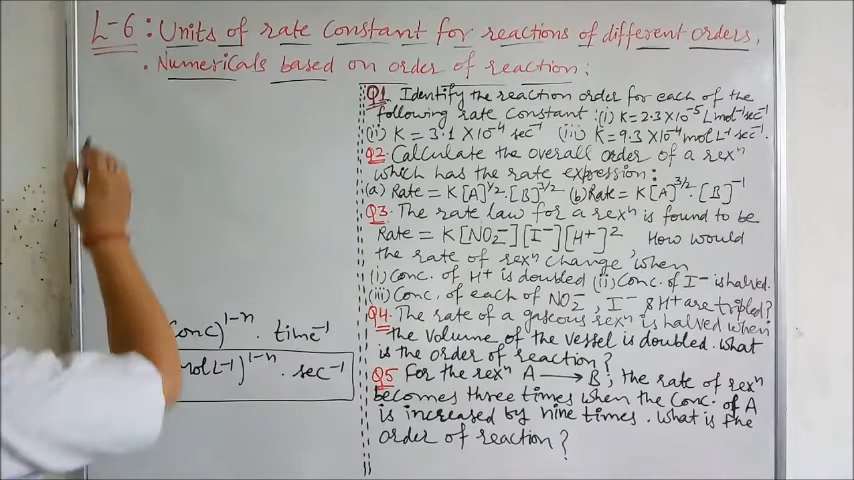 L-6 : Units of rate constant for reactions of different orders,
. Numericals based on order of reaction :
Q1. Identify the reaction order for each of the
following rate constant : (i) K = 2.3 X 10⁻⁵ L mol⁻¹ sec⁻¹
(ii) K = 3.1 X 10⁻⁴ sec⁻¹ (iii) K = 9.3 X 10⁻⁴ mol L⁻¹ sec⁻¹.
Q2. Calculate the overall order of a rexⁿ
which has the rate expression :
(a) Rate = K[A]^1/2 . [B]^3/2 (b) Rate = K[A]^3/2 . [B]⁻¹
Q3. The rate law for a rexⁿ is found to be
Rate = K[NO₂⁻][I⁻][H⁺]² How would
the rate of rexⁿ change, when
(i) Conc. of H⁺ is doubled (ii) Conc. of I⁻ is halved.
(iii) Conc. of each of NO₂⁻, I⁻ & H⁺ are tripled?
Q4. The rate of a gaseous rexⁿ is halved when
the volume of the vessel is doubled. What
is the order of reaction?
Q5 For the rexⁿ A → B; the rate of rexⁿ
becomes three times when the conc. of A
is increased by nine times. What is the
order of reaction?
onc)¹⁻ⁿ . time⁻¹
mol L⁻¹)¹⁻ⁿ . sec⁻¹